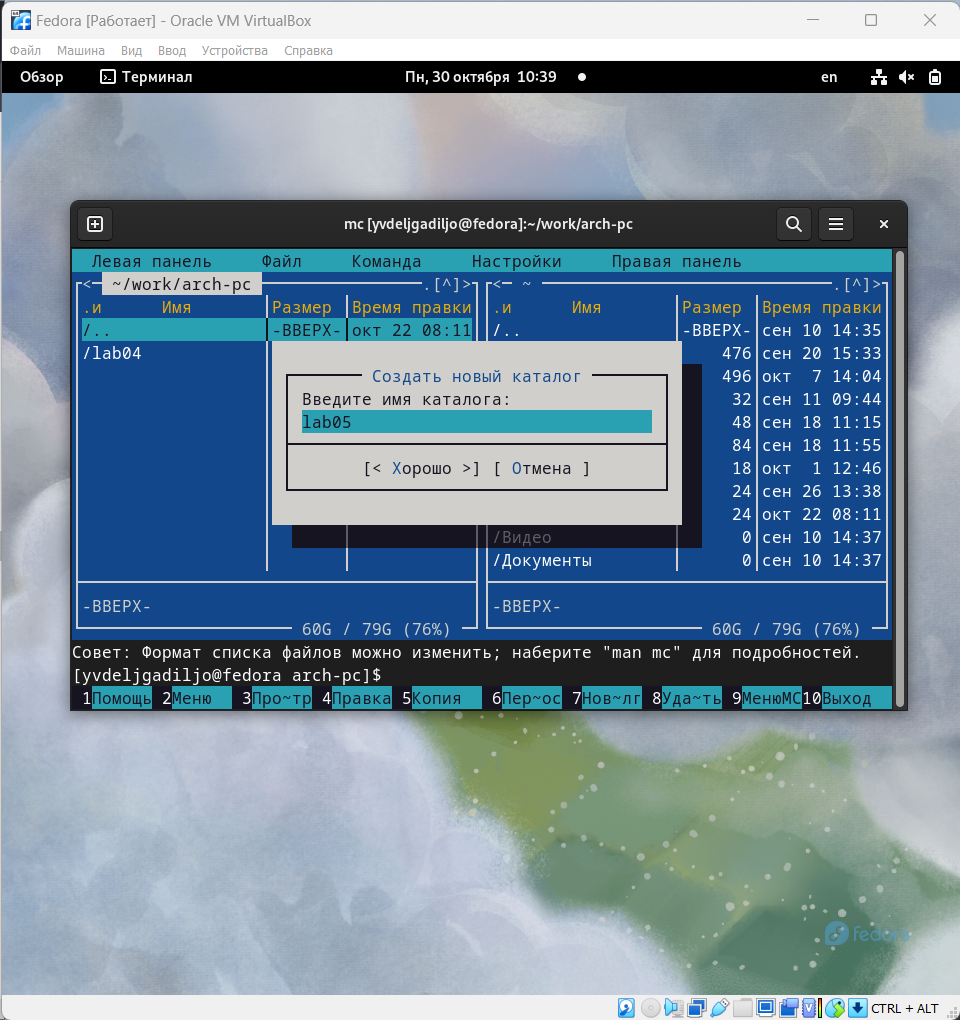 Fedora [Работает] - Oracle VM VirtualBox
Файл Машина Вид Ввод Устройства Справка
Обзор Терминал Пн, 30 октября 10:39 en
mc [yvdeljgadiljo@fedora]:~/work/arch-pc
Левая панель Файл Команда Настройки Правая панель
<─ ~/work/arch-pc ─.[^]> <─ ~ ─.[^]>
.и Имя Размер Время правки .и Имя Размер Время правки
/.. -ВВЕРХ- окт 22 08:11 /.. -ВВЕРХ- сен 10 14:35
/lab04 476 сен 20 15:33
Создать новый каталог 496 окт 7 14:04
Введите имя каталога: 32 сен 11 09:44
lab05 48 сен 18 11:15
84 сен 18 11:55
[< Хорошо >] [ Отмена ] 18 окт 1 12:46
24 сен 26 13:38
24 окт 22 08:11
/Видео 0 сен 10 14:37
/Документы 0 сен 10 14:37
-ВВЕРХ- -ВВЕРХ-
60G / 79G (76%) 60G / 79G (76%)
Совет: Формат списка файлов можно изменить; наберите "man mc" для подробностей.
[yvdeljgadiljo@fedora arch-pc]$
1Помощь 2Меню 3Про~тр 4Правка 5Копия 6Пер~ос 7Нов~лг 8Уда~ть 9МенюMC 10Выход
fedora
CTRL + ALT